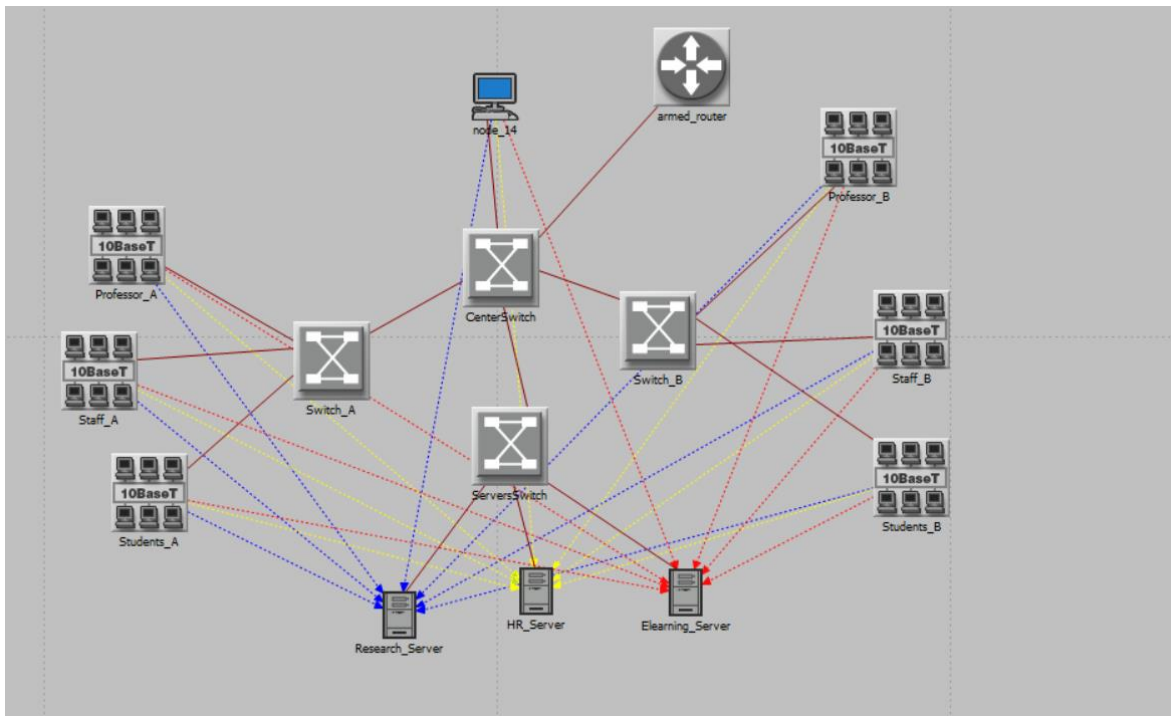 armed_router
node_14
10BaseT
Professor_B
10BaseT
Professor_A
CenterSwitch
10BaseT
Staff_B
10BaseT
Staff_A
Switch_A
Switch_B
10BaseT
Students_B
10BaseT
Students_A
ServersSwitch
HR_Server
Elearning_Server
Research_Server